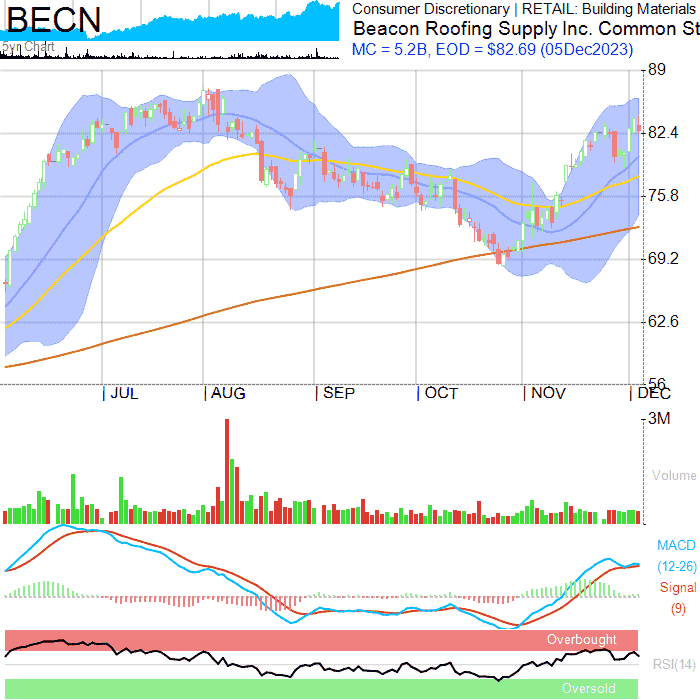 BECN
5yr Chart
Consumer Discretionary | RETAIL: Building Materials
Beacon Roofing Supply Inc. Common St
MC = 5.2B, EOD = $82.69 (05Dec2023)
89
82.4
75.8
69.2
62.6
56
JUL AUG SEP OCT NOV DEC
3M
Volume
MACD
(12-26)
Signal
(9)
Overbought
RSI(14)
Oversold